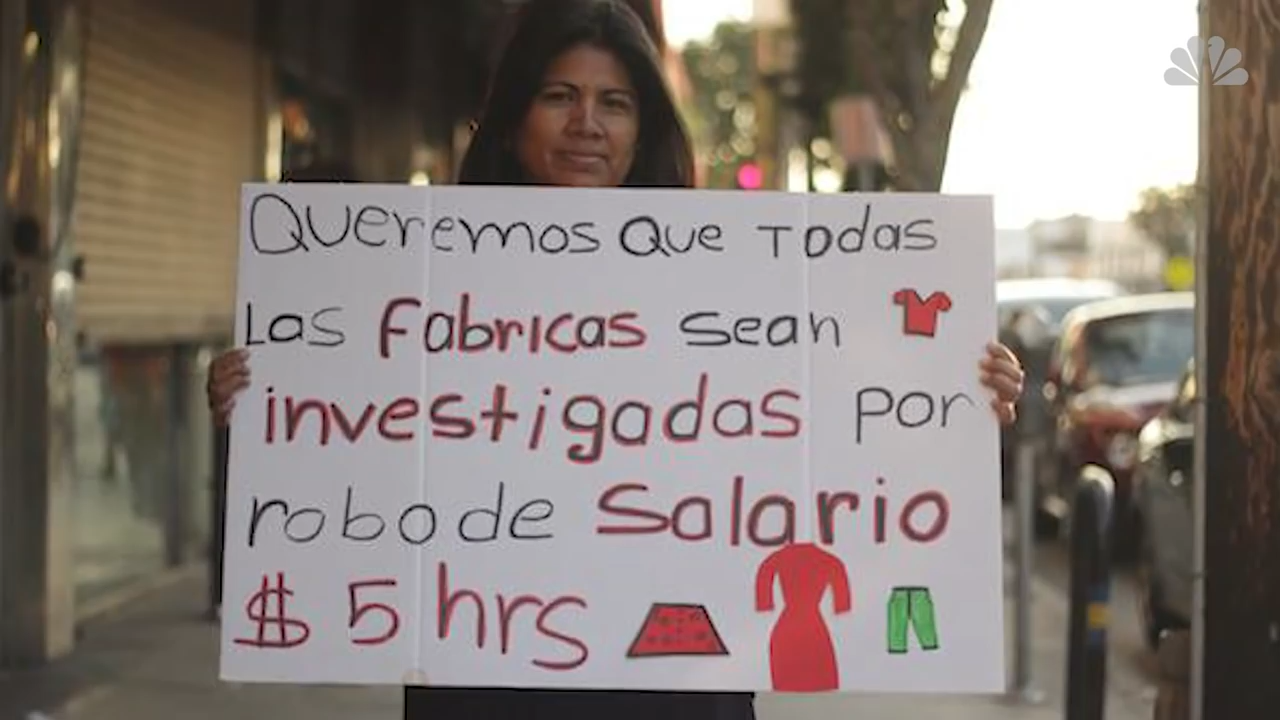 Queremos Que Todas
Las Fabricas sean
investigadas por
robo de Salario
$ 5 hrs